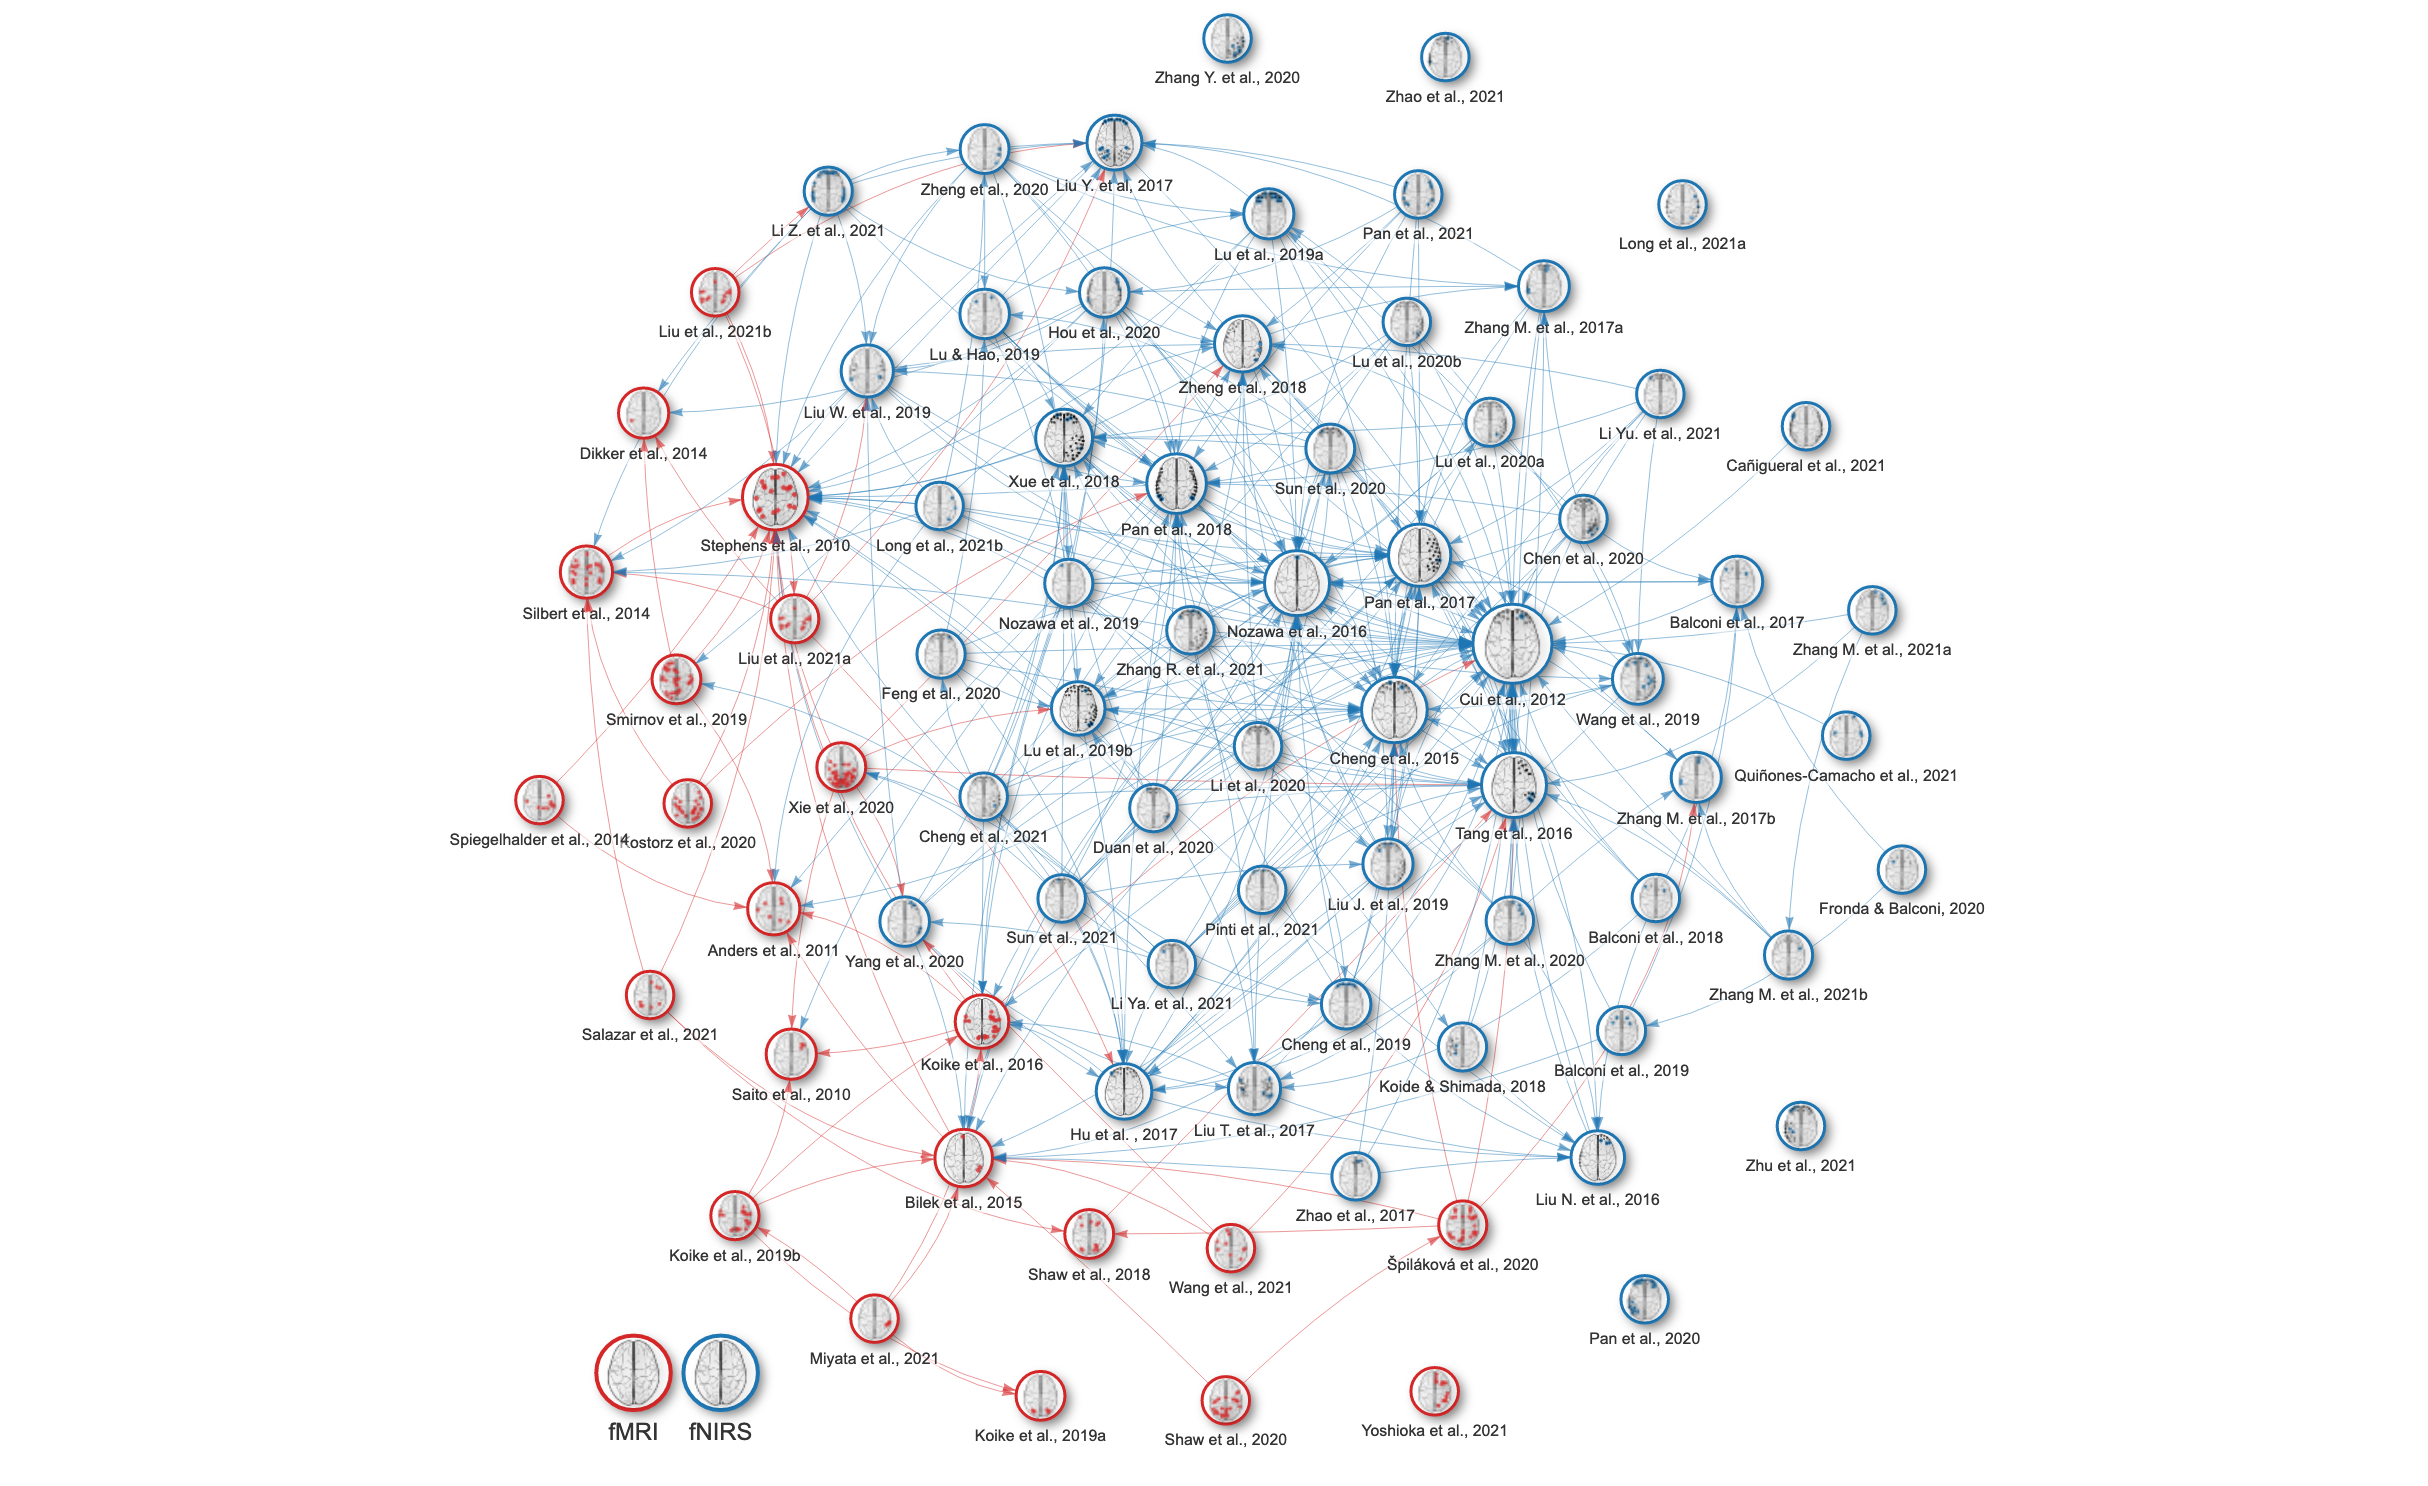 Zhang Y. et al., 2020
Zhao et al., 2021
Zheng et al., 2020
Liu Y. et al, 2017
Li Z. et al., 2021
Lu et al., 2019a
Pan et al., 2021
Long et al., 2021a
Liu et al., 2021b
Lu & Hao, 2019
Hou et al., 2020
Zheng et al., 2018
Lu et al., 2020b
Zhang M. et al., 2017a
Dikker et al., 2014
Liu W. et al., 2019
Xue et al., 2018
Sun et al., 2020
Lu et al., 2020a
Li Yu. et al., 2021
Cañigueral et al., 2021
Stephens et al., 2010
Long et al., 2021b
Pan et al., 2018
Chen et al., 2020
Silbert et al., 2014
Liu et al., 2021a
Nozawa et al., 2019
Nozawa et al., 2016
Pan et al., 2017
Balconi et al., 2017
Zhang M. et al., 2021a
Smirnov et al., 2019
Feng et al., 2020
Zhang R. et al., 2021
Cui et al., 2012
Wang et al., 2019
Xie et al., 2020
Lu et al., 2019b
Li et al., 2020
Cheng et al., 2015
Quiñones-Camacho et al., 2021
Spiegelhalder et al., 2014
Kostorz et al., 2020
Cheng et al., 2021
Duan et al., 2020
Tang et al., 2016
Zhang M. et al., 2017b
Anders et al., 2011
Yang et al., 2020
Sun et al., 2021
Pinti et al., 2021
Liu J. et al., 2019
Balconi et al., 2018
Fronda & Balconi, 2020
Salazar et al., 2021
Li Ya. et al., 2021
Zhang M. et al., 2020
Zhang M. et al., 2021b
Saito et al., 2010
Koike et al., 2016
Cheng et al., 2019
Koide & Shimada, 2018
Balconi et al., 2019
Hu et al. , 2017
Liu T. et al., 2017
Bilek et al., 2015
Zhao et al., 2017
Liu N. et al., 2016
Zhu et al., 2021
Koike et al., 2019b
Shaw et al., 2018
Wang et al., 2021
Špiláková et al., 2020
Pan et al., 2020
Miyata et al., 2021
Koike et al., 2019a
Shaw et al., 2020
Yoshioka et al., 2021
fMRI
fNIRS